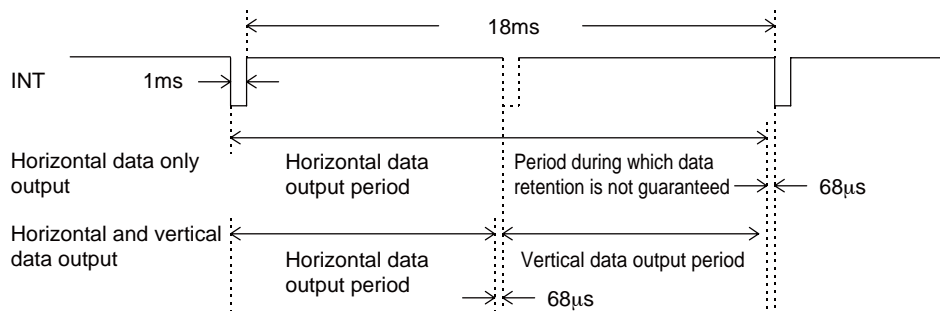 18ms
INT
1ms
Horizontal data only
output
Horizontal data
output period
Period during which data
retention is not guaranteed
68μs
Horizontal and vertical
data output
Horizontal data
output period
Vertical data output period
68μs